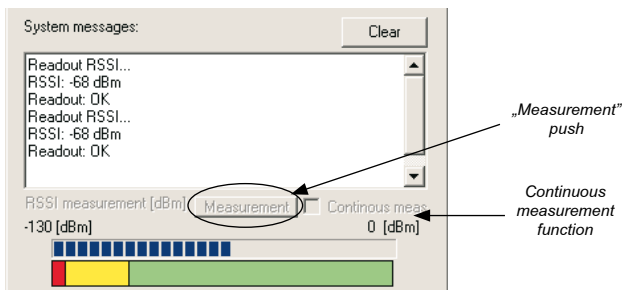 System messages:
Clear
Readout RSSI...
RSSI: -68 dBm
Readout: OK
Readout RSSI...
RSSI: -68 dBm
Readout: OK
„Measurement”
push
RSSI measurement [dBm]
Measurement
Continous meas
Continuous
measurement
function
-130 [dBm]
0 [dBm]